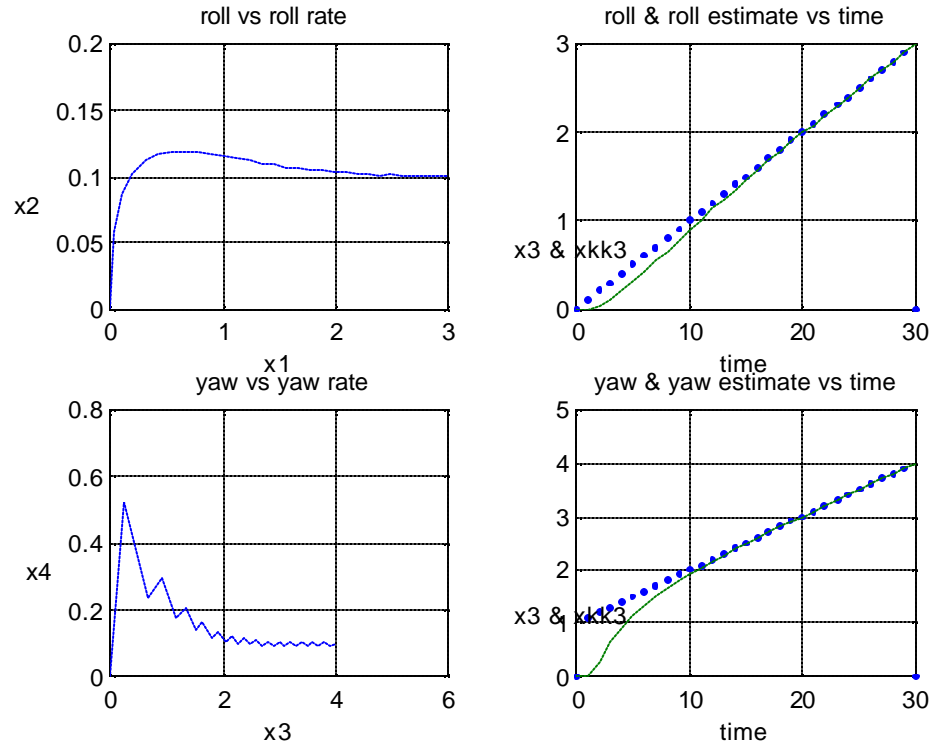 roll vs roll rate
0.2
0.15
0.1
0.05
0
x2
0 1 2 3
x1
roll & roll estimate vs time
3
2
1
0
x3 & xkk3
0 10 20 30
time
yaw vs yaw rate
0.8
0.6
0.4
0.2
0
x4
0 2 4 6
x3
yaw & yaw estimate vs time
5
4
3
2
1
0
x3 & xkk3
0 10 20 30
time